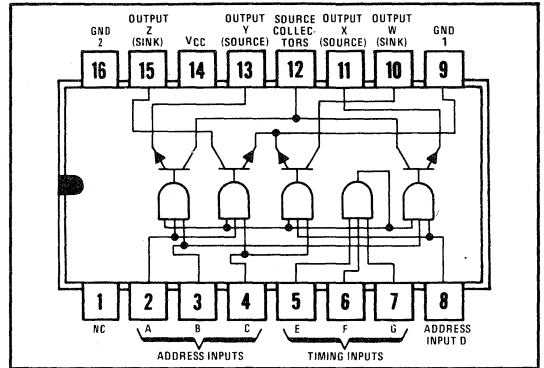 GND 2
OUTPUT Z (SINK)
VCC
OUTPUT Y (SOURCE)
SOURCE COLLEC- TORS
OUTPUT X (SOURCE)
OUTPUT W (SINK)
GND 1
16 15 14 13 12 11 10 9
1 2 3 4 5 6 7 8
NC A B C E F G ADDRESS INPUT D
ADDRESS INPUTS TIMING INPUTS